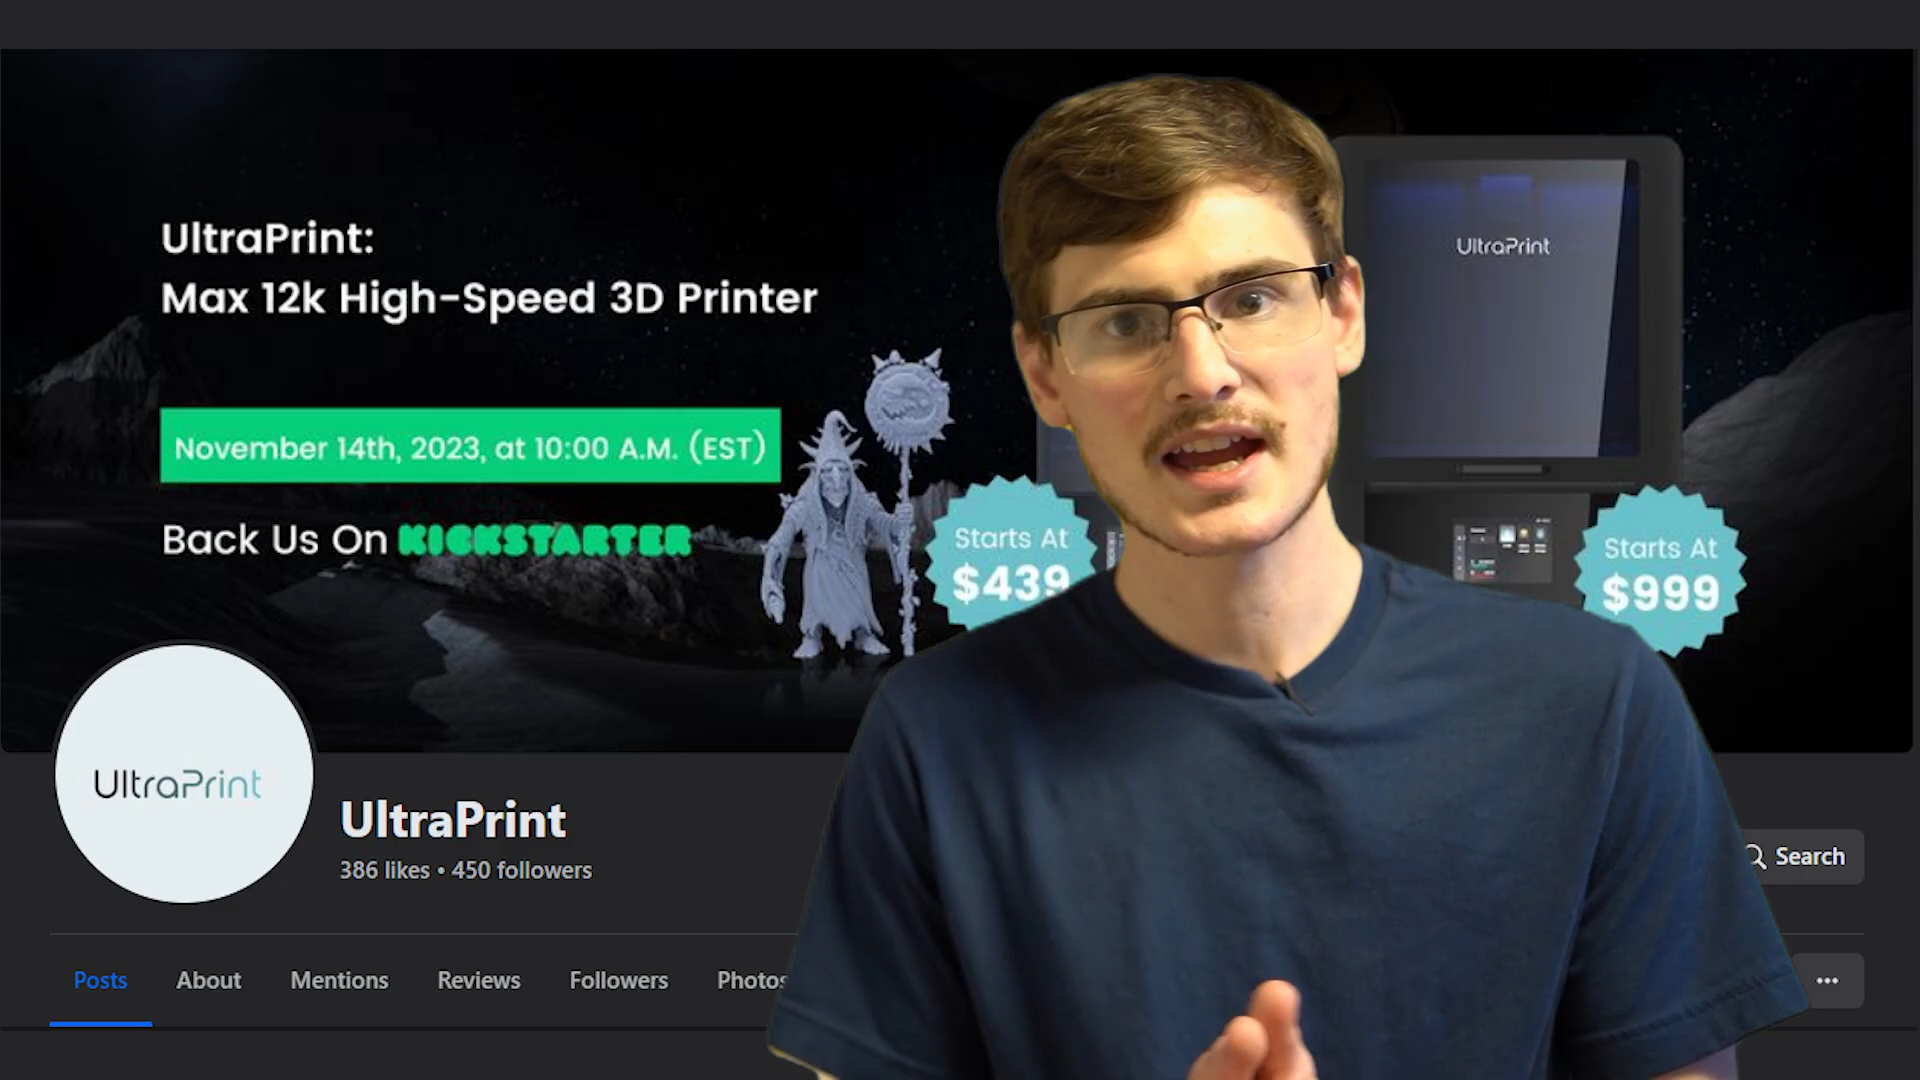 UltraPrint:
Max 12k High-Speed 3D Printer
November 14th, 2023, at 10:00 A.M. (EST)
Back Us On KICKSTARTER
UltraPrint
Starts At
$439
Starts At
$999
UltraPrint
UltraPrint
386 likes • 450 followers
Search
Posts About Mentions Reviews Followers Photos